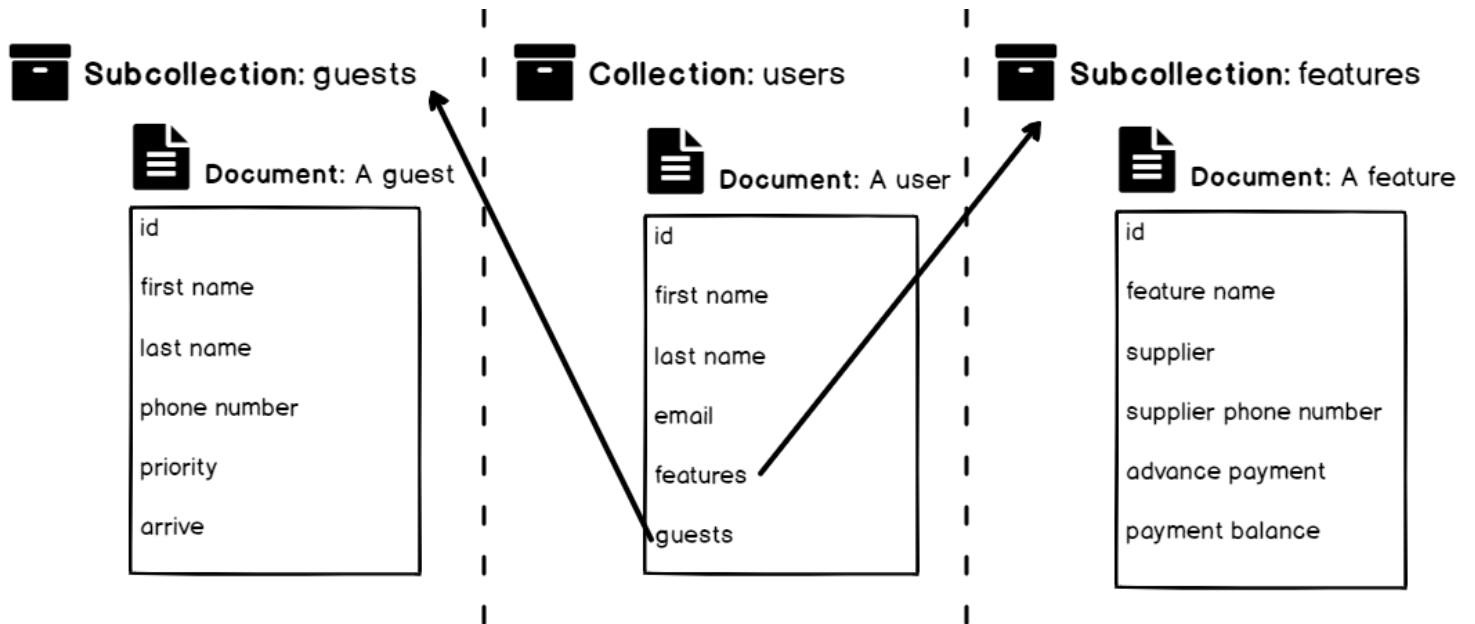 Subcollection: guests
Document: A guest
id
first name
last name
phone number
priority
arrive
Collection: users
Document: A user
id
first name
last name
email
features
guests
Subcollection: features
Document: A feature
id
feature name
supplier
supplier phone number
advance payment
payment balance